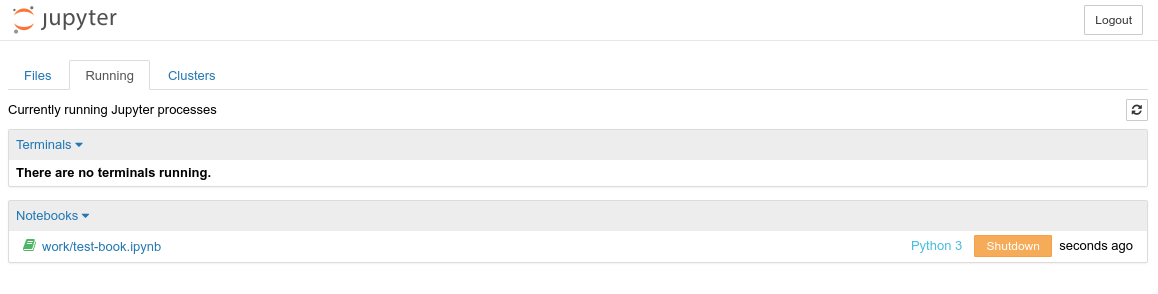 jupyter
Logout
Files Running Clusters
Currently running Jupyter processes
Terminals
There are no terminals running.
Notebooks
work/test-book.ipynb Python 3 Shutdown seconds ago